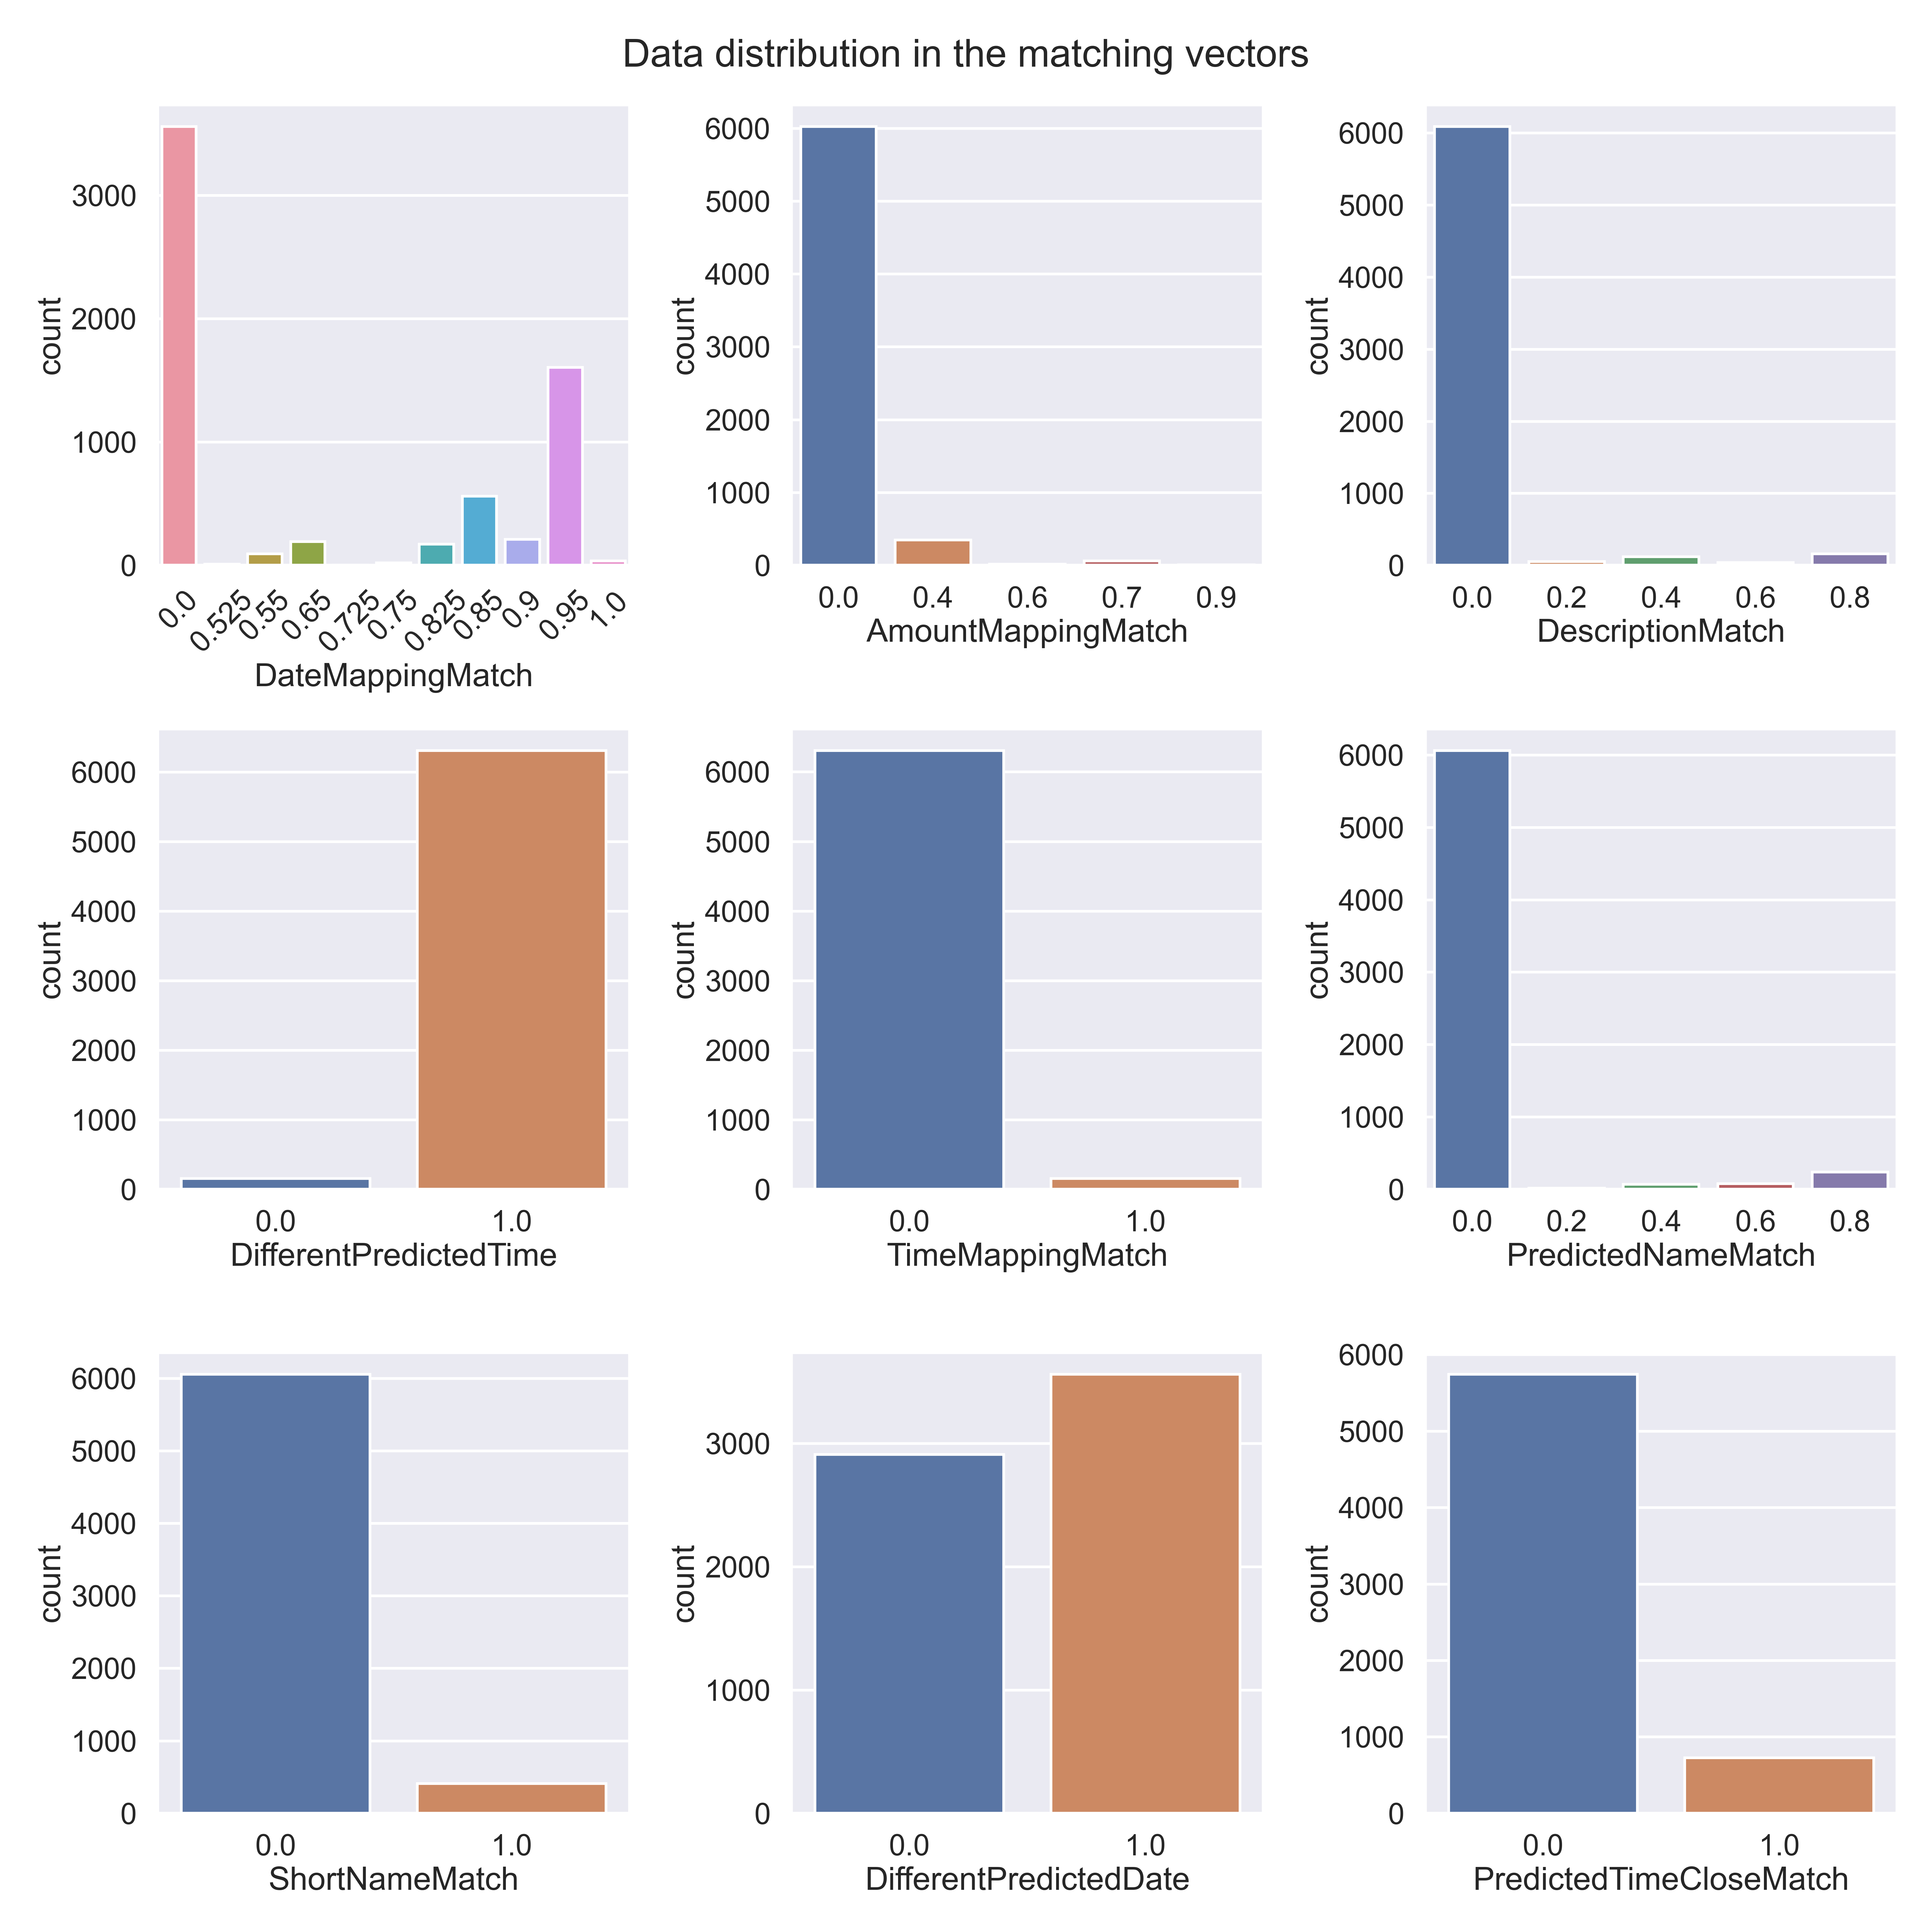 Data distribution in the matching vectors
3000
2000
1000
0
count
0.0 0.525 0.55 0.65 0.725 0.75 0.825 0.85 0.9 0.95 1.0
DateMappingMatch
6000
5000
4000
3000
2000
1000
0
count
0.0 0.4 0.6 0.7 0.9
AmountMappingMatch
6000
5000
4000
3000
2000
1000
0
count
0.0 0.2 0.4 0.6 0.8
DescriptionMatch
6000
5000
4000
3000
2000
1000
0
count
0.0 1.0
DifferentPredictedTime
6000
5000
4000
3000
2000
1000
0
count
0.0 1.0
TimeMappingMatch
6000
5000
4000
3000
2000
1000
0
count
0.0 0.2 0.4 0.6 0.8
PredictedNameMatch
6000
5000
4000
3000
2000
1000
0
count
0.0 1.0
ShortNameMatch
3000
2000
1000
0
count
0.0 1.0
DifferentPredictedDate
6000
5000
4000
3000
2000
1000
0
count
0.0 1.0
PredictedTimeCloseMatch